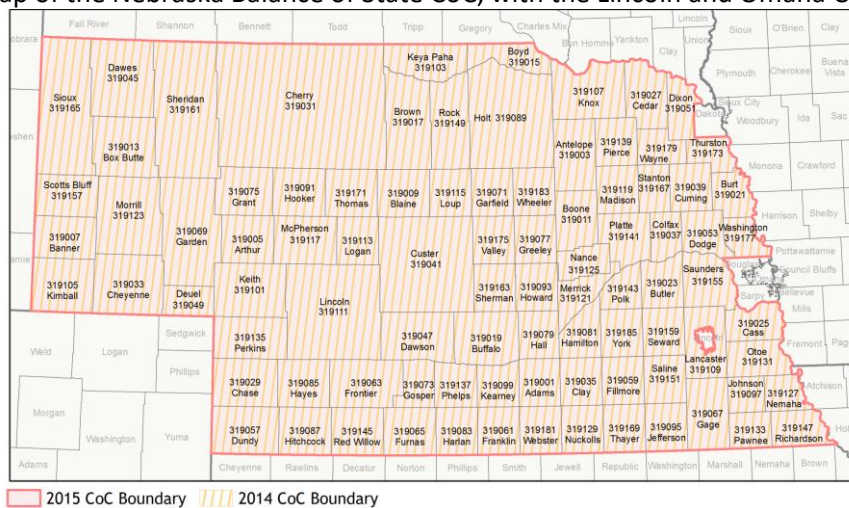 ap of the Nebraska Balance of State CoC, with the Lincoln and Omaha C
Fall River Shannon Bennett Todd Tripp Gregory Charles Mix Bon Homme Yankton Clay Lincoln Union Sioux O'Brien Clay
Plymouth Cherokee Buena Vista
Dawes
319045
Sioux
319165
Sheridan
319161
Cherry
319031
Keya Paha
319103
Boyd
319015
Brown
319017
Rock
319149
Holt 319089
319107
Knox
319027
Cedar
Dixon
319051
Dakota
Sioux City
Woodbury Ida Sac
319013
Box Butte
Antelope
319003
319139
Pierce
319179
Wayne
Thurston
319173
Monona Crawford
Scotts Bluff
319157
Morrill
319123
319069
Garden
319075
Grant
319091
Hooker
319171
Thomas
319009
Blaine
319115
Loup
319071
Garfield
319183
Wheeler
Boone
319011
319119
Madison
Stanton
319167
319039
Cuming
Burt
319021
Harrison Shelby
319007
Banner
319005
Arthur
McPherson
319117
319113
Logan
Custer
319041
319175
Valley
319077
Greeley
Nance
319125
Platte
319141
Colfax
319037
319053
Dodge
Washington
319177
Pottawattamie
319105
Kimball
319033
Cheyenne
Deuel
319049
Keith
319101
Lincoln
319111
319163
Sherman
319093
Howard
Merrick
319121
319143
Polk
319023
Butler
Saunders
319155
Douglas
Council Bluffs
Sarpy
Bellevue
Mills
Sedgwick
319135
Perkins
319047
Dawson
319019
Buffalo
319079
Hall
319081
Hamilton
319185
York
319159
Seward
Lincoln
Lancaster
319109
319025
Cass
Otoe
319131
Fremont
Weld Logan Phillips
319029
Chase
319085
Hayes
319063
Frontier
319073
Gosper
319137
Phelps
319099
Kearney
319001
Adams
319035
Clay
319059
Fillmore
Saline
319151
319067
Gage
Johnson
319097
319127
Nemaha
Atchison
Morgan Washington Yuma
319057
Dundy
319087
Hitchcock
319145
Red Willow
319065
Furnas
319083
Harlan
319061
Franklin
319181
Webster
319129
Nuckolls
319169
Thayer
319095
Jefferson
319133
Pawnee
319147
Richardson
Adams Cheyenne Rawlins Decatur Norton Phillips Smith Jewell Republic Washington Marshall Nemaha Brown
2015 CoC Boundary 2014 CoC Boundary